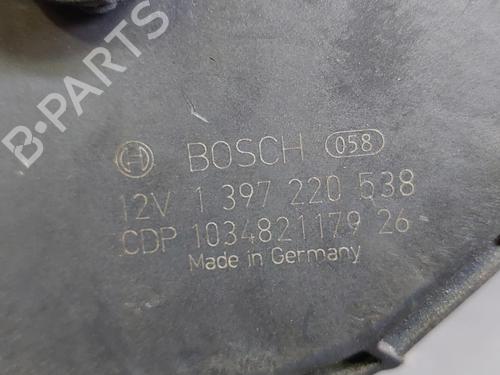 B-PARTS
BOSCH 058
12V 1 397 220 538
CDP 1034821179 26
Made in Germany